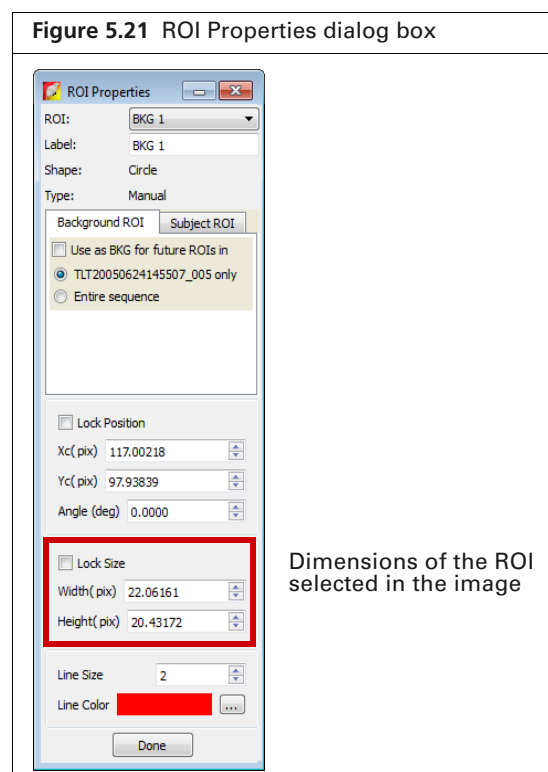 Figure 5.21 ROI Properties dialog box
ROI Properties
ROI: BKG 1
Label: BKG 1
Shape: Circle
Type: Manual
Background ROI Subject ROI
Use as BKG for future ROIs in
TLT20050624145507_005 only
Entire sequence
Lock Position
Xc( pix) 117.00218
Yc( pix) 97.93839
Angle (deg) 0.0000
Lock Size
Width( pix) 22.06161
Height( pix) 20.43172
Dimensions of the ROI
selected in the image
Line Size 2
Line Color ...
Done